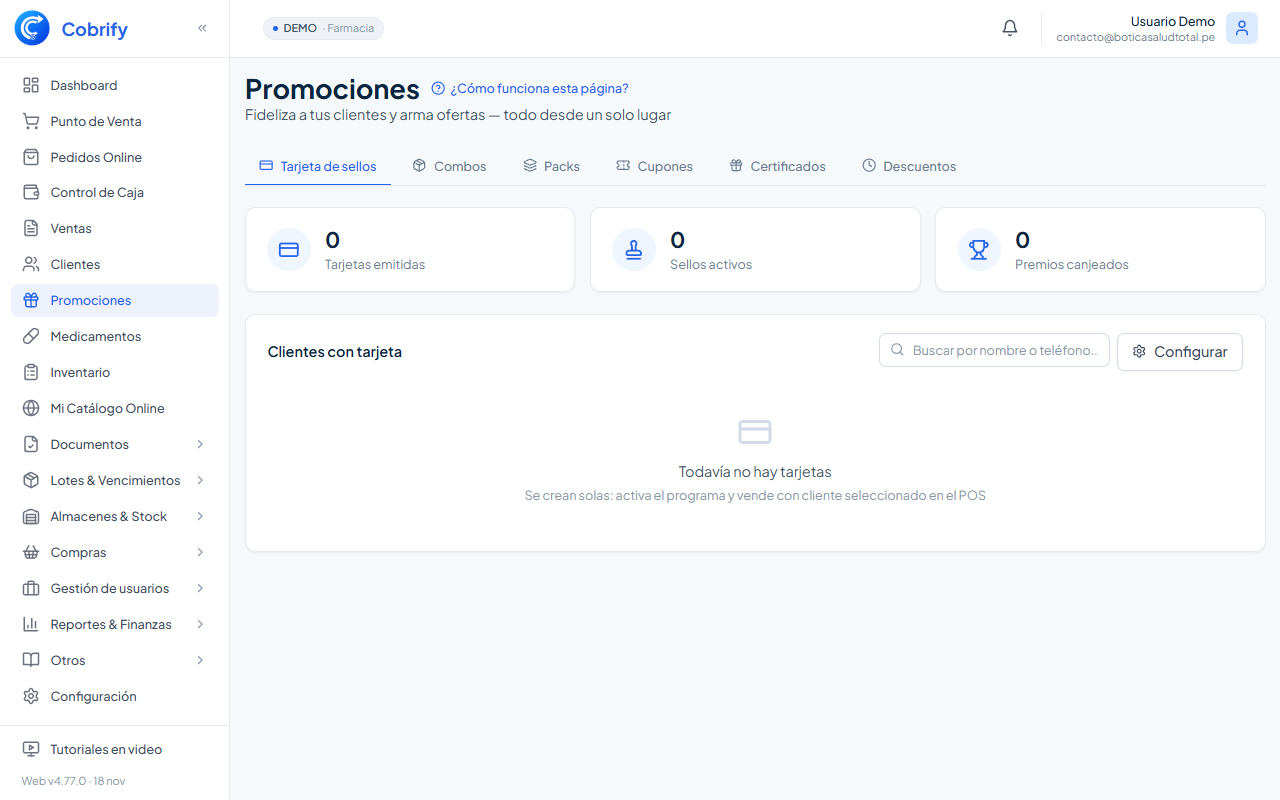 Cobrify
DEMO · Farmacia
Usuario Demo
contacto@boticasaludtotal.pe
Dashboard
Punto de Venta
Pedidos Online
Control de Caja
Ventas
Clientes
Promociones
Medicamentos
Inventario
Mi Catálogo Online
Documentos
Lotes & Vencimientos
Almacenes & Stock
Compras
Gestión de usuarios
Reportes & Finanzas
Otros
Configuración
Tutoriales en video
Web v4.77.0 · 18 nov
Promociones
¿Cómo funciona esta página?
Fideliza a tus clientes y arma ofertas — todo desde un solo lugar
Tarjeta de sellos
Combos
Packs
Cupones
Certificados
Descuentos
0
Tarjetas emitidas
0
Sellos activos
0
Premios canjeados
Clientes con tarjeta
Buscar por nombre o teléfono..
Configurar
Todavía no hay tarjetas
Se crean solas: activa el programa y vende con cliente seleccionado en el POS